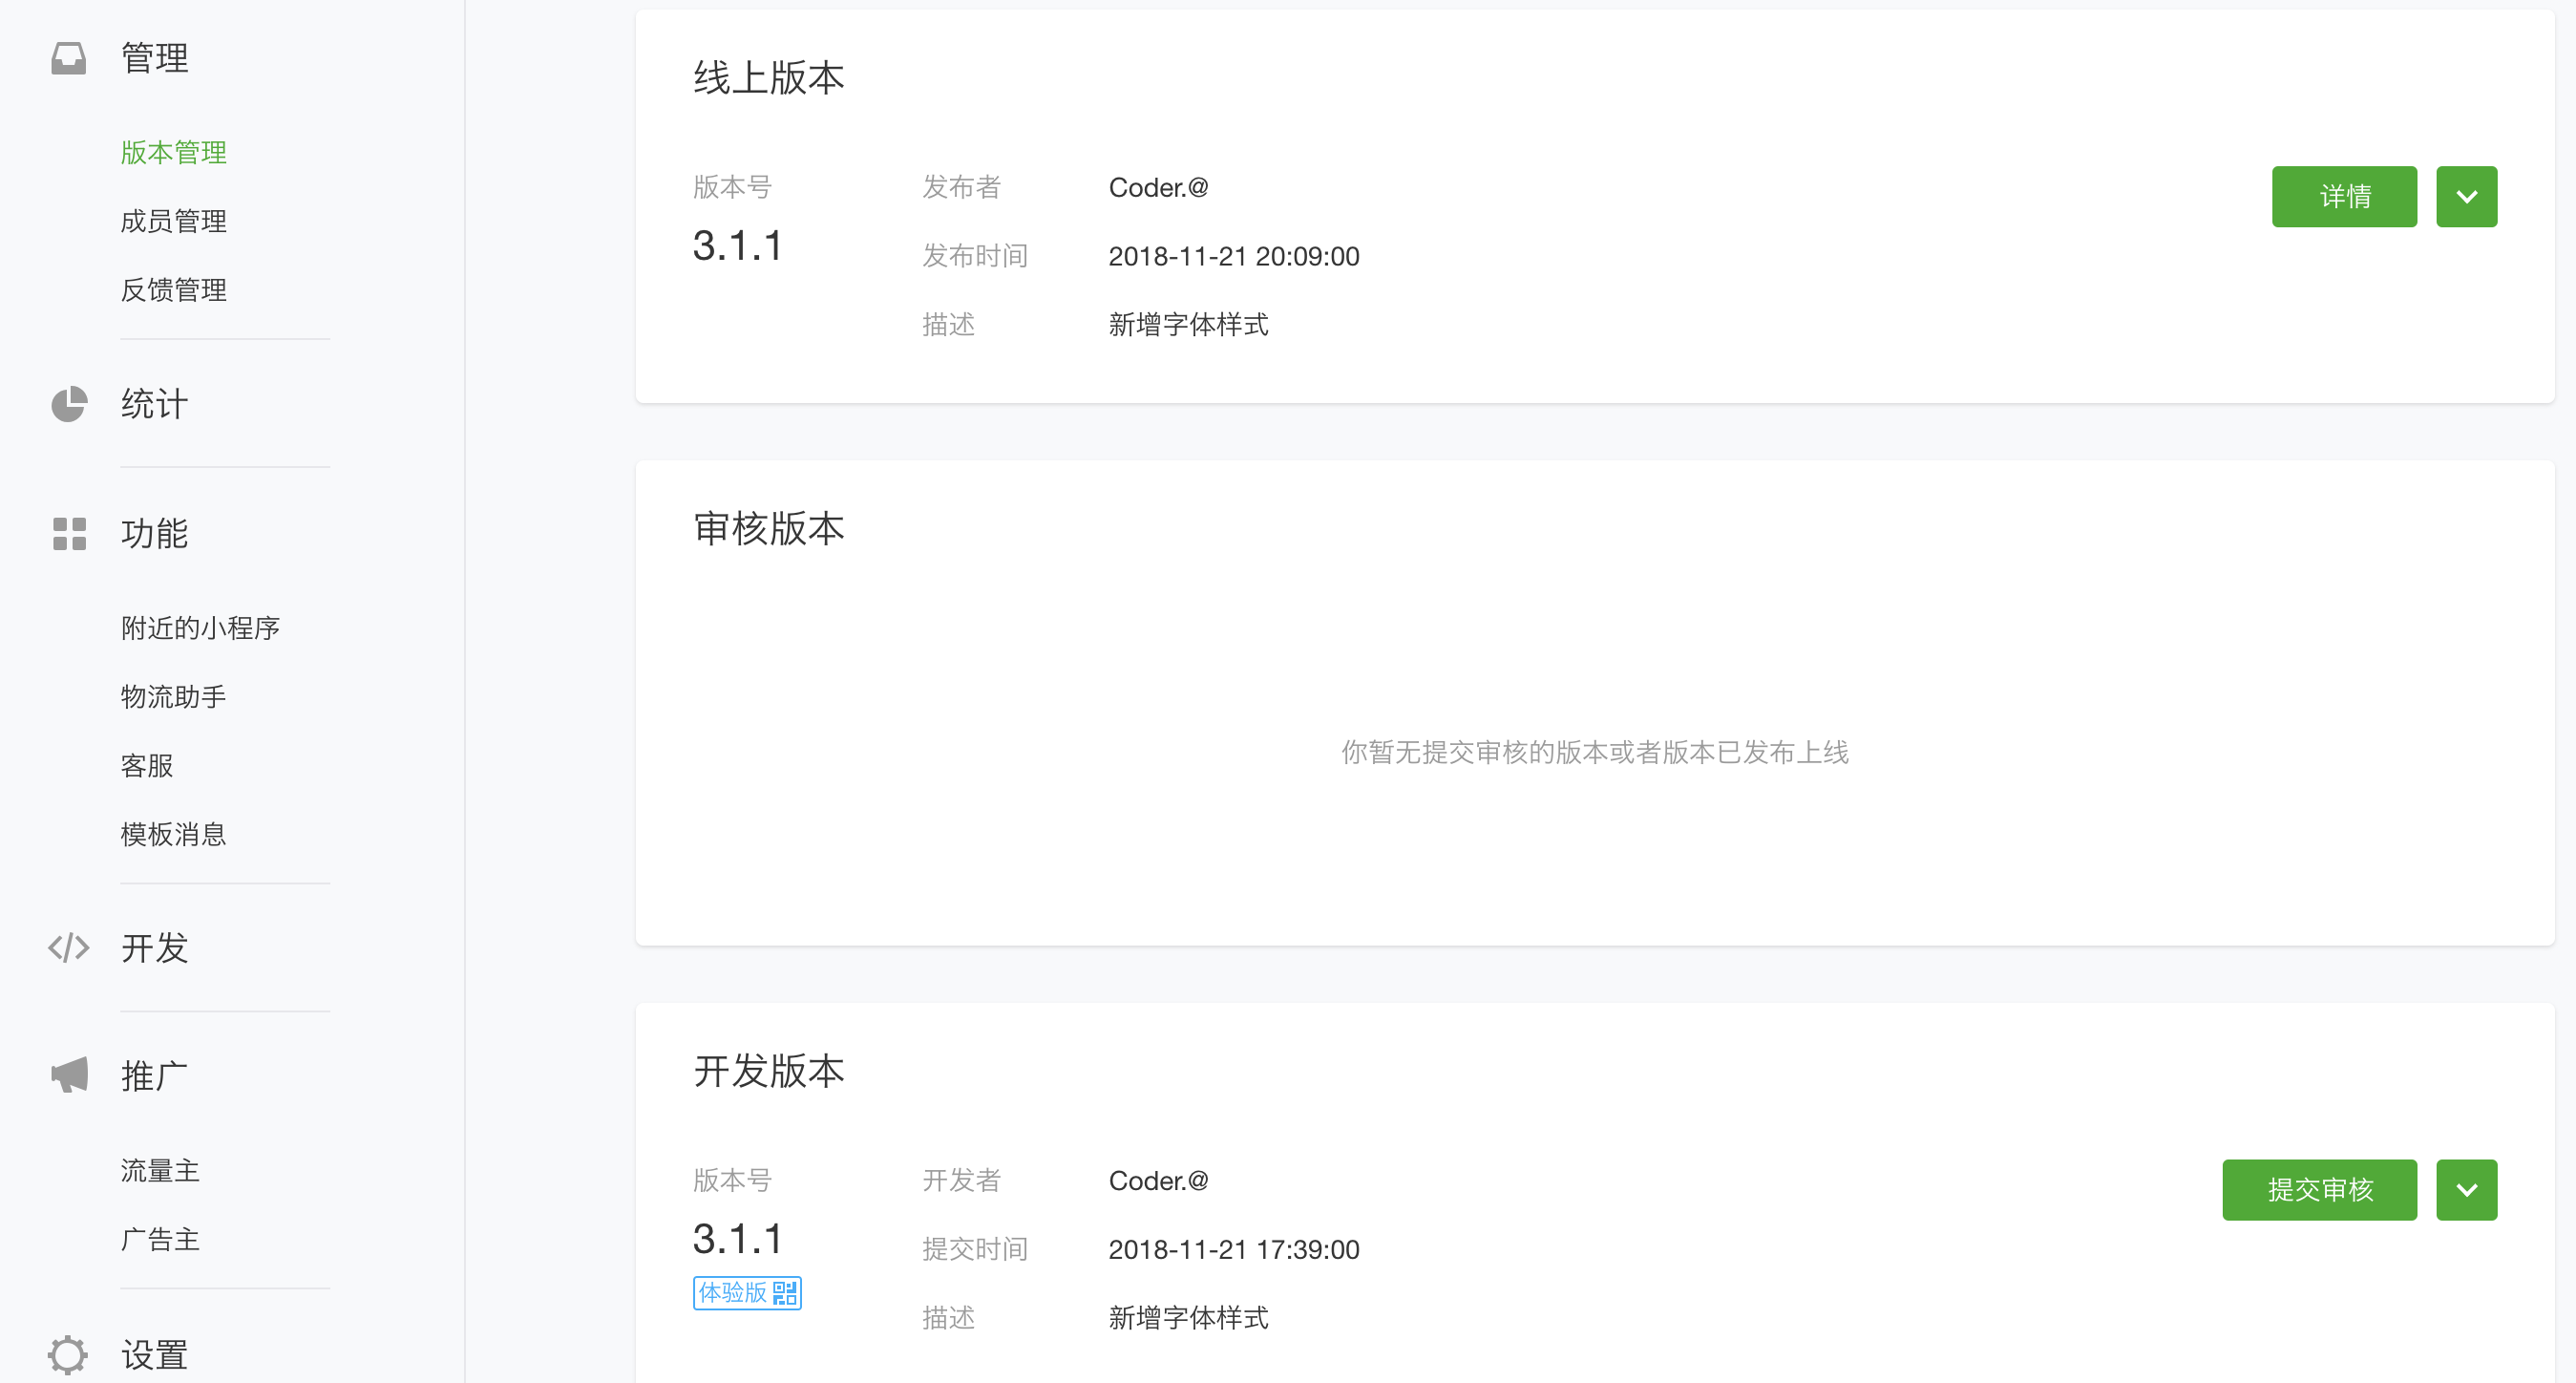 管理
版本管理
成员管理
反馈管理
统计
功能
附近的小程序
物流助手
客服
模板消息
开发
推广
流量主
广告主
设置
线上版本
版本号
3.1.1
发布者 Coder.@
发布时间 2018-11-21 20:09:00
描述 新增字体样式
详情
审核版本
你暂无提交审核的版本或者版本已发布上线
开发版本
版本号
3.1.1
体验版
开发者 Coder.@
提交时间 2018-11-21 17:39:00
描述 新增字体样式
提交审核